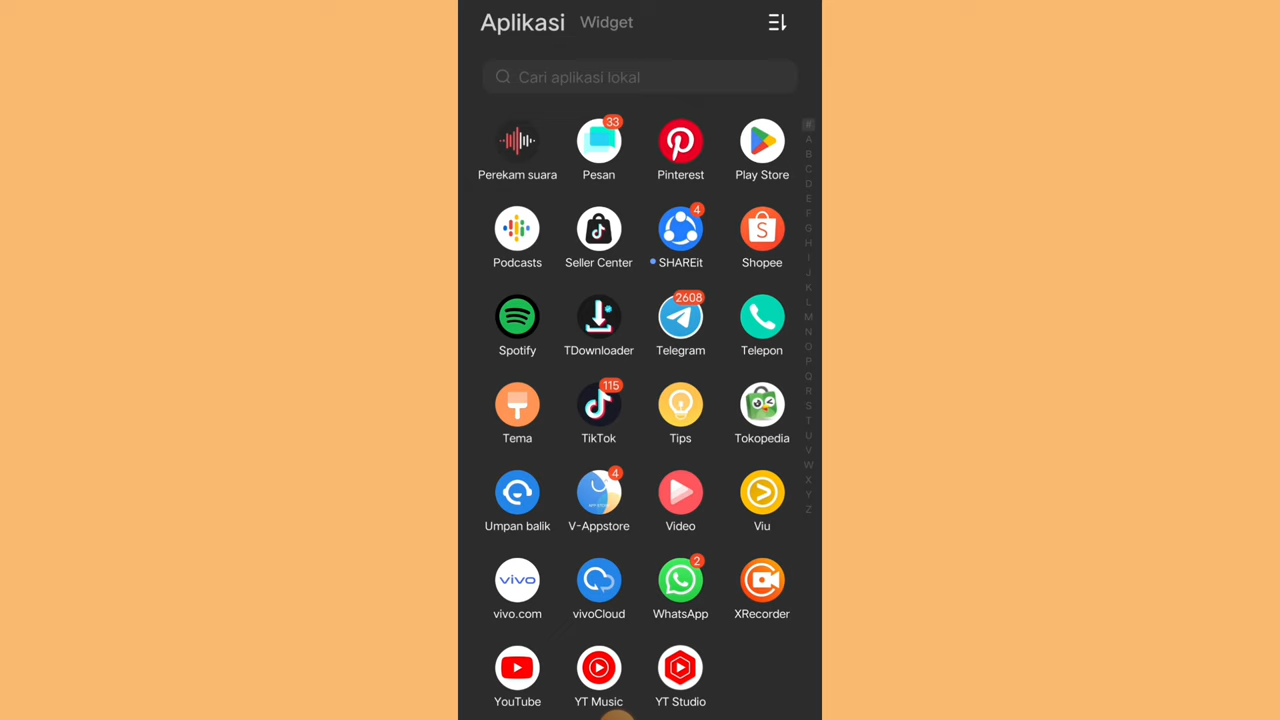 Aplikasi Widget
Cari aplikasi lokal
33
Perekam suara Pesan Pinterest Play Store
4
Podcasts Seller Center SHAREit Shopee
2608
Spotify TDownloader Telegram Telepon
115
Tema TikTok Tips Tokopedia
4
Umpan balik V-Appstore Video Viu
vivo
2
vivo.com vivoCloud WhatsApp XRecorder
YouTube YT Music YT Studio
#
A
B
C
D
E
F
G
H
I
J
K
L
M
N
O
P
Q
R
S
T
U
V
W
X
Y
Z